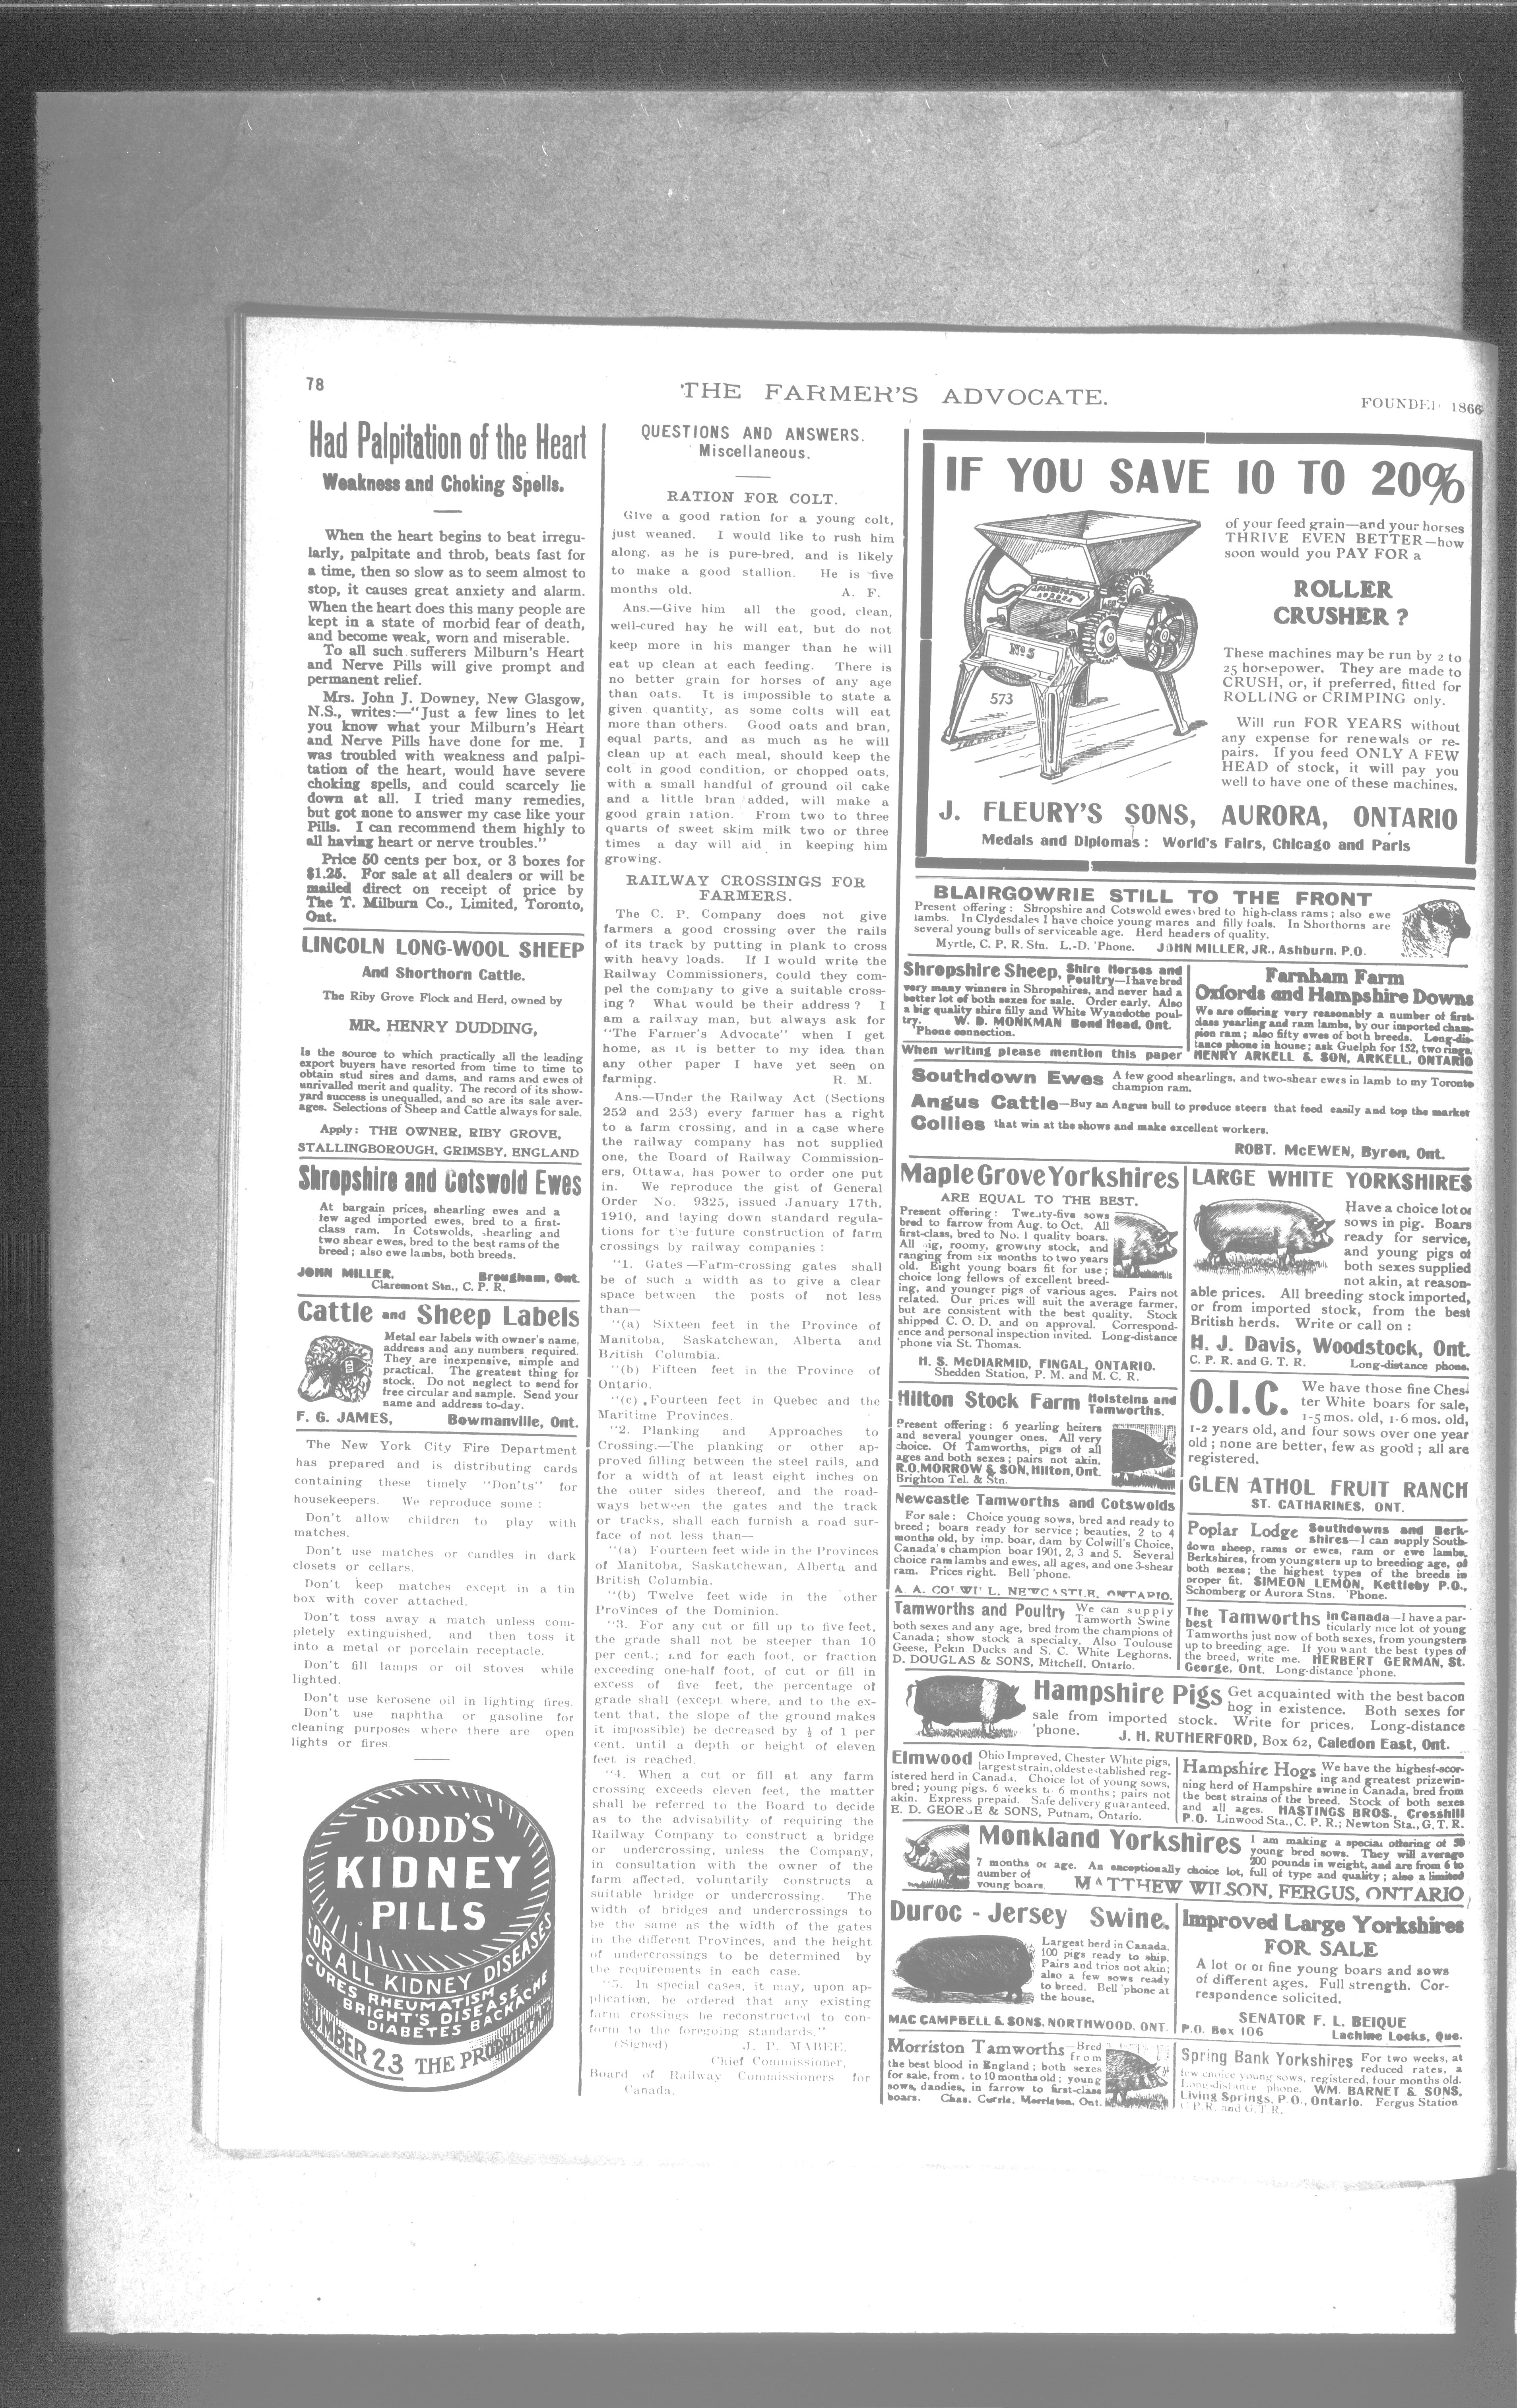 78
THE FARMER'S ADVOCATE.
FOUNDED 1866
Had Palpitation of the Heart
Weakness and Choking Spells.
When the heart begins to beat irregu-
larly, palpitate and throb, beats fast for
a time, then so slow as to seem almost to
stop, it causes great anxiety and alarm.
When the heart does this many people are
kept in a state of morbid fear of death,
and become weak, worn and miserable.
To all such sufferers Milburn's Heart
and Nerve Pills will give prompt and
permanent relief.
Mrs. John J. Downey, New Glasgow,
N.S., writes:—"Just a few lines to let
you know what your Milburn's Heart
and Nerve Pills have done for me. I
was troubled with weakness and palpi-
tation of the heart, would have severe
choking spells, and could scarcely lie
down at all. I tried many remedies,
but got none to answer my case like your
Pills. I can recommend them highly to
all having heart or nerve troubles."
Price 50 cents per box, or 3 boxes for
$1.25. For sale at all dealers or will be
mailed direct on receipt of price by
The T. Milburn Co., Limited, Toronto,
Ont.
LINCOLN LONG-WOOL SHEEP
And Shorthorn Cattle.
The Riby Grove Flock and Herd, owned by
MR. HENRY DUDDING,
Is the source to which practically all the leading
export buyers have resorted from time to time to
obtain stud sires and dams, and rams and ewes of
unrivalled merit and quality. The record of its show-
yard success is unequalled, and so are its sale aver-
ages. Selections of Sheep and Cattle always for sale.
Apply: THE OWNER, RIBY GROVE,
STALLINGBOROUGH, GRIMSBY, ENGLAND
Shropshire and Cotswold Ewes
At bargain prices, shearling ewes and a
few aged imported ewes, bred to a first-
class ram. In Cotswolds, shearling and
two shear ewes, bred to the best rams of the
breed; also ewe lambs, both breeds.
JOHN MILLER, Brougham, Ont.
Claremont Stn., C. P. R.
Cattle and Sheep Labels
Metal ear labels with owner's name,
address and any numbers required.
They are inexpensive, simple and
practical. The greatest thing for
stock. Do not neglect to send for
free circular and sample. Send your
name and address to-day.
F. G. JAMES, Bowmanville, Ont.
The New York City Fire Department
has prepared and is distributing cards
containing these timely "Don'ts" for
housekeepers. We reproduce some:
Don't allow children to play with
matches.
Don't use matches or candles in dark
closets or cellars.
Don't keep matches except in a tin
box with cover attached.
Don't toss away a match unless com-
pletely extinguished, and then toss it
into a metal or porcelain receptacle.
Don't fill lamps or oil stoves while
lighted.
Don't use kerosene oil in lighting fires.
Don't use naphtha or gasoline for
cleaning purposes where there are open
lights or fires.
DODD'S
KIDNEY
PILLS
FOR ALL KIDNEY DISEASES
CURES RHEUMATISM
BRIGHT'S DISEASE
DIABETES BACKACHE
NUMBER 23 THE PROPRIET
QUESTIONS AND ANSWERS.
Miscellaneous.
RATION FOR COLT.
Give a good ration for a young colt,
just weaned. I would like to rush him
along, as he is pure-bred, and is likely
to make a good stallion. He is five
months old. A. F.
Ans.—Give him all the good, clean,
well-cured hay he will eat, but do not
keep more in his manger than he will
eat up clean at each feeding. There is
no better grain for horses of any age
than oats. It is impossible to state a
given quantity, as some colts will eat
more than others. Good oats and bran,
equal parts, and as much as he will
clean up at each meal, should keep the
colt in good condition, or chopped oats,
with a small handful of ground oil cake
and a little bran added, will make a
good grain ration. From two to three
quarts of sweet skim milk two or three
times a day will aid in keeping him
growing.
RAILWAY CROSSINGS FOR
FARMERS.
The C. P. Company does not give
farmers a good crossing over the rails
of its track by putting in plank to cross
with heavy loads. If I would write the
Railway Commissioners, could they com-
pel the company to give a suitable cross-
ing? What would be their address? I
am a railway man, but always ask for
"The Farmer's Advocate" when I get
home, as it is better to my idea than
any other paper I have yet seen on
farming. R. M.
Ans.—Under the Railway Act (Sections
252 and 253) every farmer has a right
to a farm crossing, and in a case where
the railway company has not supplied
one, the Board of Railway Commission-
ers, Ottawa, has power to order one put
in. We reproduce the gist of General
Order No. 9325, issued January 17th,
1910, and laying down standard regula-
tions for the future construction of farm
crossings by railway companies:
"1. Gates—Farm-crossing gates shall
be of such a width as to give a clear
space between the posts of not less
than—
"(a) Sixteen feet in the Province of
Manitoba, Saskatchewan, Alberta and
British Columbia.
"(b) Fifteen feet in the Province of
Ontario.
"(c) Fourteen feet in Quebec and the
Maritime Provinces.
"2. Planking and Approaches to
Crossing.—The planking or other ap-
proved filling between the steel rails, and
for a width of at least eight inches on
the outer sides thereof, and the road-
ways between the gates and the track
or tracks, shall each furnish a road sur-
face of not less than—
"(a) Fourteen feet wide in the Provinces
of Manitoba, Saskatchewan, Alberta and
British Columbia.
"(b) Twelve feet wide in the other
Provinces of the Dominion.
"3. For any cut or fill up to five feet,
the grade shall not be steeper than 10
per cent.; and for each foot, or fraction
exceeding one-half foot, of cut or fill in
excess of five feet, the percentage of
grade shall (except where, and to the ex-
tent that, the slope of the ground makes
it impossible) be decreased by ½ of 1 per
cent. until a depth or height of eleven
feet is reached.
"4. When a cut or fill at any farm
crossing exceeds eleven feet, the matter
shall be referred to the Board to decide
as to the advisability of requiring the
Railway Company to construct a bridge
or undercrossing, unless the Company,
in consultation with the owner of the
farm affected, voluntarily constructs a
suitable bridge or undercrossing. The
width of bridges and undercrossings to
be the same as the width of the gates
in the different Provinces, and the height
of undercrossings to be determined by
the requirements in each case.
"5. In special cases, it may, upon ap-
plication, be ordered that any existing
farm crossings be reconstructed to con-
form to the foregoing standards."
(Signed) J. P. MABEE,
Chief Commissioner,
Board of Railway Commissioners for
Canada.
IF YOU SAVE 10 TO 20%
of your feed grain—and your horses
THRIVE EVEN BETTER—how
soon would you PAY FOR a
ROLLER
CRUSHER?
These machines may be run by 2 to
25 horsepower. They are made to
CRUSH, or, if preferred, fitted for
ROLLING or CRIMPING only.
Will run FOR YEARS without
any expense for renewals or re-
pairs. If you feed ONLY A FEW
HEAD of stock, it will pay you
well to have one of these machines.
No 5
573
J. FLEURY'S SONS, AURORA, ONTARIO
Medals and Diplomas: World's Fairs, Chicago and Paris
BLAIRGOWRIE STILL TO THE FRONT
Present offering: Shropshire and Cotswold ewes bred to high-class rams; also ewe
lambs. In Clydesdales I have choice young mares and filly foals. In Shorthorns are
several young bulls of serviceable age. Herd headers of quality.
Myrtle, C. P. R. Stn. L.-D. 'Phone. JOHN MILLER, JR., Ashburn, P.O.
Shropshire Sheep, Shire Horses and
Poultry—I have bred
very many winners in Shropshires, and never had a
better lot of both sexes for sale. Order early. Also
a big quality shire filly and White Wyandotte poul-
try. W. D. MONKMAN Bond Head, Ont.
'Phone connection.
When writing please mention this paper
Farnham Farm
Oxfords and Hampshire Downs
We are offering very reasonably a number of first-
class yearling and ram lambs, by our imported cham-
pion ram; also fifty ewes of both breeds. Long-dis-
tance phone in house; ask Guelph for 152, two rings.
HENRY ARKELL & SON, ARKELL, ONTARIO
Southdown Ewes A few good shearlings, and two-shear ewes in lamb to my Toronto
champion ram.
Angus Cattle—Buy an Angus bull to produce steers that feed easily and top the market
Collies that win at the shows and make excellent workers.
ROBT. McEWEN, Byron, Ont.
Maple Grove Yorkshires
ARE EQUAL TO THE BEST.
Present offering: Twenty-five sows
bred to farrow from Aug. to Oct. All
first-class, bred to No. 1 quality boars.
All big, roomy, growthy stock, and
ranging from six months to two years
old. Eight young boars fit for use;
choice long fellows of excellent breed-
ing, and younger pigs of various ages. Pairs not
related. Our prices will suit the average farmer,
but are consistent with the best quality. Stock
shipped C. O. D. and on approval. Correspond-
ence and personal inspection invited. Long-distance
'phone via St. Thomas.
H. S. McDIARMID, FINGAL, ONTARIO.
Shedden Station, P. M. and M. C. R.
LARGE WHITE YORKSHIRES
Have a choice lot of
sows in pig. Boars
ready for service,
and young pigs of
both sexes supplied
not akin, at reason-
able prices. All breeding stock imported,
or from imported stock, from the best
British herds. Write or call on:
H. J. Davis, Woodstock, Ont.
C. P. R. and G. T. R. Long-distance phone.
Hilton Stock Farm Holsteins and
Tamworths.
Present offering: 6 yearling heifers
and several younger ones. All very
choice. Of Tamworths, pigs of all
ages and both sexes; pairs not akin.
R.O. MORROW & SON, Hilton, Ont.
Brighton Tel. & Stn.
O.I.C. We have those fine Ches-
ter White boars for sale,
1-5 mos. old, 1-6 mos. old,
1-2 years old, and four sows over one year
old; none are better, few as good; all are
registered.
GLEN ATHOL FRUIT RANCH
ST. CATHARINES, ONT.
Newcastle Tamworths and Cotswolds
For sale: Choice young sows, bred and ready to
breed; boars ready for service; beauties, 2 to 4
months old, by imp. boar, dam by Colwill's Choice,
Canada's champion boar 1901, 2, 3 and 5. Several
choice ram lambs and ewes, all ages, and one 3-shear
ram. Prices right. Bell 'phone.
A. A. COLWILL, NEWCASTLE, ONTARIO.
Poplar Lodge Southdowns and Berk-
shires—I can supply South-
down sheep, rams or ewes, ram or ewe lambs.
Berkshires, from youngsters up to breeding age, of
both sexes; the highest types of the breeds in
proper fit. SIMEON LEMON, Kettleby P.O.,
Schomberg or Aurora Stns. 'Phone.
Tamworths and Poultry We can supply
Tamworth Swine
both sexes and any age, bred from the champions of
Canada; show stock a specialty. Also Toulouse
Geese, Pekin Ducks and S. C. White Leghorns.
D. DOUGLAS & SONS, Mitchell, Ontario.
The best Tamworths in Canada—I have a par-
ticularly nice lot of young
Tamworths just now of both sexes, from youngsters
up to breeding age. If you want the best types of
the breed, write me. HERBERT GERMAN, St.
George, Ont. Long-distance 'phone.
Hampshire Pigs Get acquainted with the best bacon
hog in existence. Both sexes for
sale from imported stock. Write for prices. Long-distance
'phone. J. H. RUTHERFORD, Box 62, Caledon East, Ont.
Elmwood Ohio Improved, Chester White pigs,
largest strain, oldest established reg-
istered herd in Canada. Choice lot of young sows,
bred; young pigs, 6 weeks to 6 months; pairs not
akin. Express prepaid. Safe delivery guaranteed.
E. D. GEORGE & SONS, Putnam, Ontario.
Hampshire Hogs We have the highest-scor-
ing and greatest prizewin-
ning herd of Hampshire swine in Canada, bred from
the best strains of the breed. Stock of both sexes
and all ages. HASTINGS BROS., Crosshill
P.O. Linwood Sta., C. P. R.; Newton Sta., G. T. R.
Monkland Yorkshires I am making a special offering of 50
young bred sows. They will average
200 pounds in weight, and are from 6 to
7 months of age. An exceptionally choice lot, full of type and quality; also a limited
number of
young boars. MATTHEW WILSON, FERGUS, ONTARIO
Duroc-Jersey Swine.
Largest herd in Canada.
100 pigs ready to ship.
Pairs and trios not akin;
also a few sows ready
to breed. Bell 'phone at
the house.
MAC CAMPBELL & SONS, NORTHWOOD, ONT.
Improved Large Yorkshires
FOR SALE
A lot of fine young boars and sows
of different ages. Full strength. Cor-
respondence solicited.
SENATOR F. L. BEIQUE
P.O. Box 106 Lachine Locks, Que.
Morriston Tamworths—Bred
from
the best blood in England; both sexes
for sale, from to 10 months old; young
sows, dandies, in farrow to first-class
boars. Chas. Currie, Morriston, Ont.
Spring Bank Yorkshires For two weeks, at
reduced rates, a
few choice young sows, registered, four months old.
Long-distance phone. WM. BARNET & SONS,
Living Springs, P.O., Ontario. Fergus Station
C. P. R. and G. T. R.